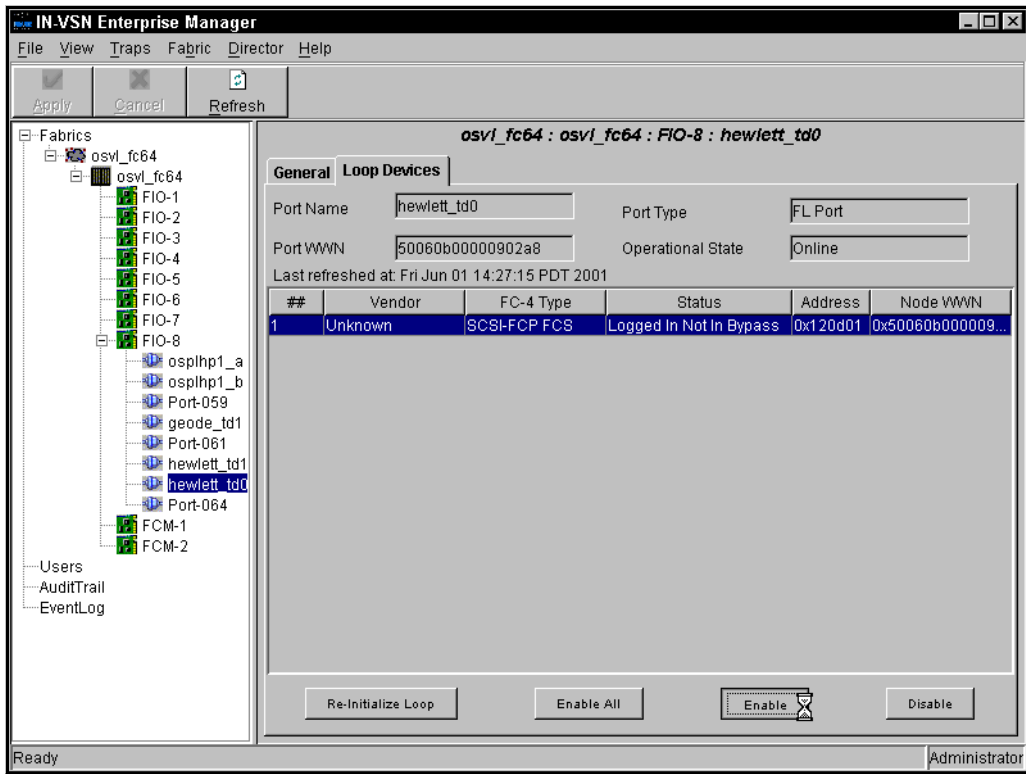 IN-VSN Enterprise Manager
File View Traps Fabric Director Help
Apply Cancel Refresh
Fabrics
osvl_fc64
osvl_fc64
FIO-1
FIO-2
FIO-3
FIO-4
FIO-5
FIO-6
FIO-7
FIO-8
osplhp1_a
osplhp1_b
Port-059
geode_td1
Port-061
hewlett_td1
hewlett_td0
Port-064
FCM-1
FCM-2
Users
AuditTrail
EventLog
osvl_fc64 : osvl_fc64 : FIO-8 : hewlett_td0
General Loop Devices
Port Name hewlett_td0 Port Type FL Port
Port WWN 50060b00000902a8 Operational State Online
Last refreshed at: Fri Jun 01 14:27:15 PDT 2001
## Vendor FC-4 Type Status Address Node WWN
1 Unknown SCSI-FCP FCS Logged In Not In Bypass 0x120d01 0x50060b000009...
Re-Initialize Loop Enable All Enable Disable
Ready Administrator